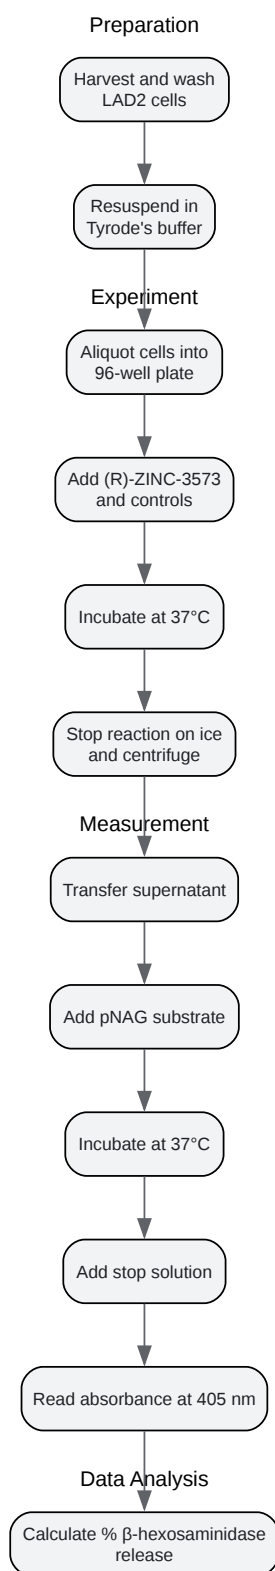 Preparation
Harvest and wash
LAD2 cells
Resuspend in
Tyrode's buffer
Experiment
Aliquot cells into
96-well plate
Add (R)-ZINC-3573
and controls
Incubate at 37°C
Stop reaction on ice
and centrifuge
Measurement
Transfer supernatant
Add pNAG substrate
Incubate at 37°C
Add stop solution
Read absorbance at 405 nm
Data Analysis
Calculate % β-hexosaminidase
release